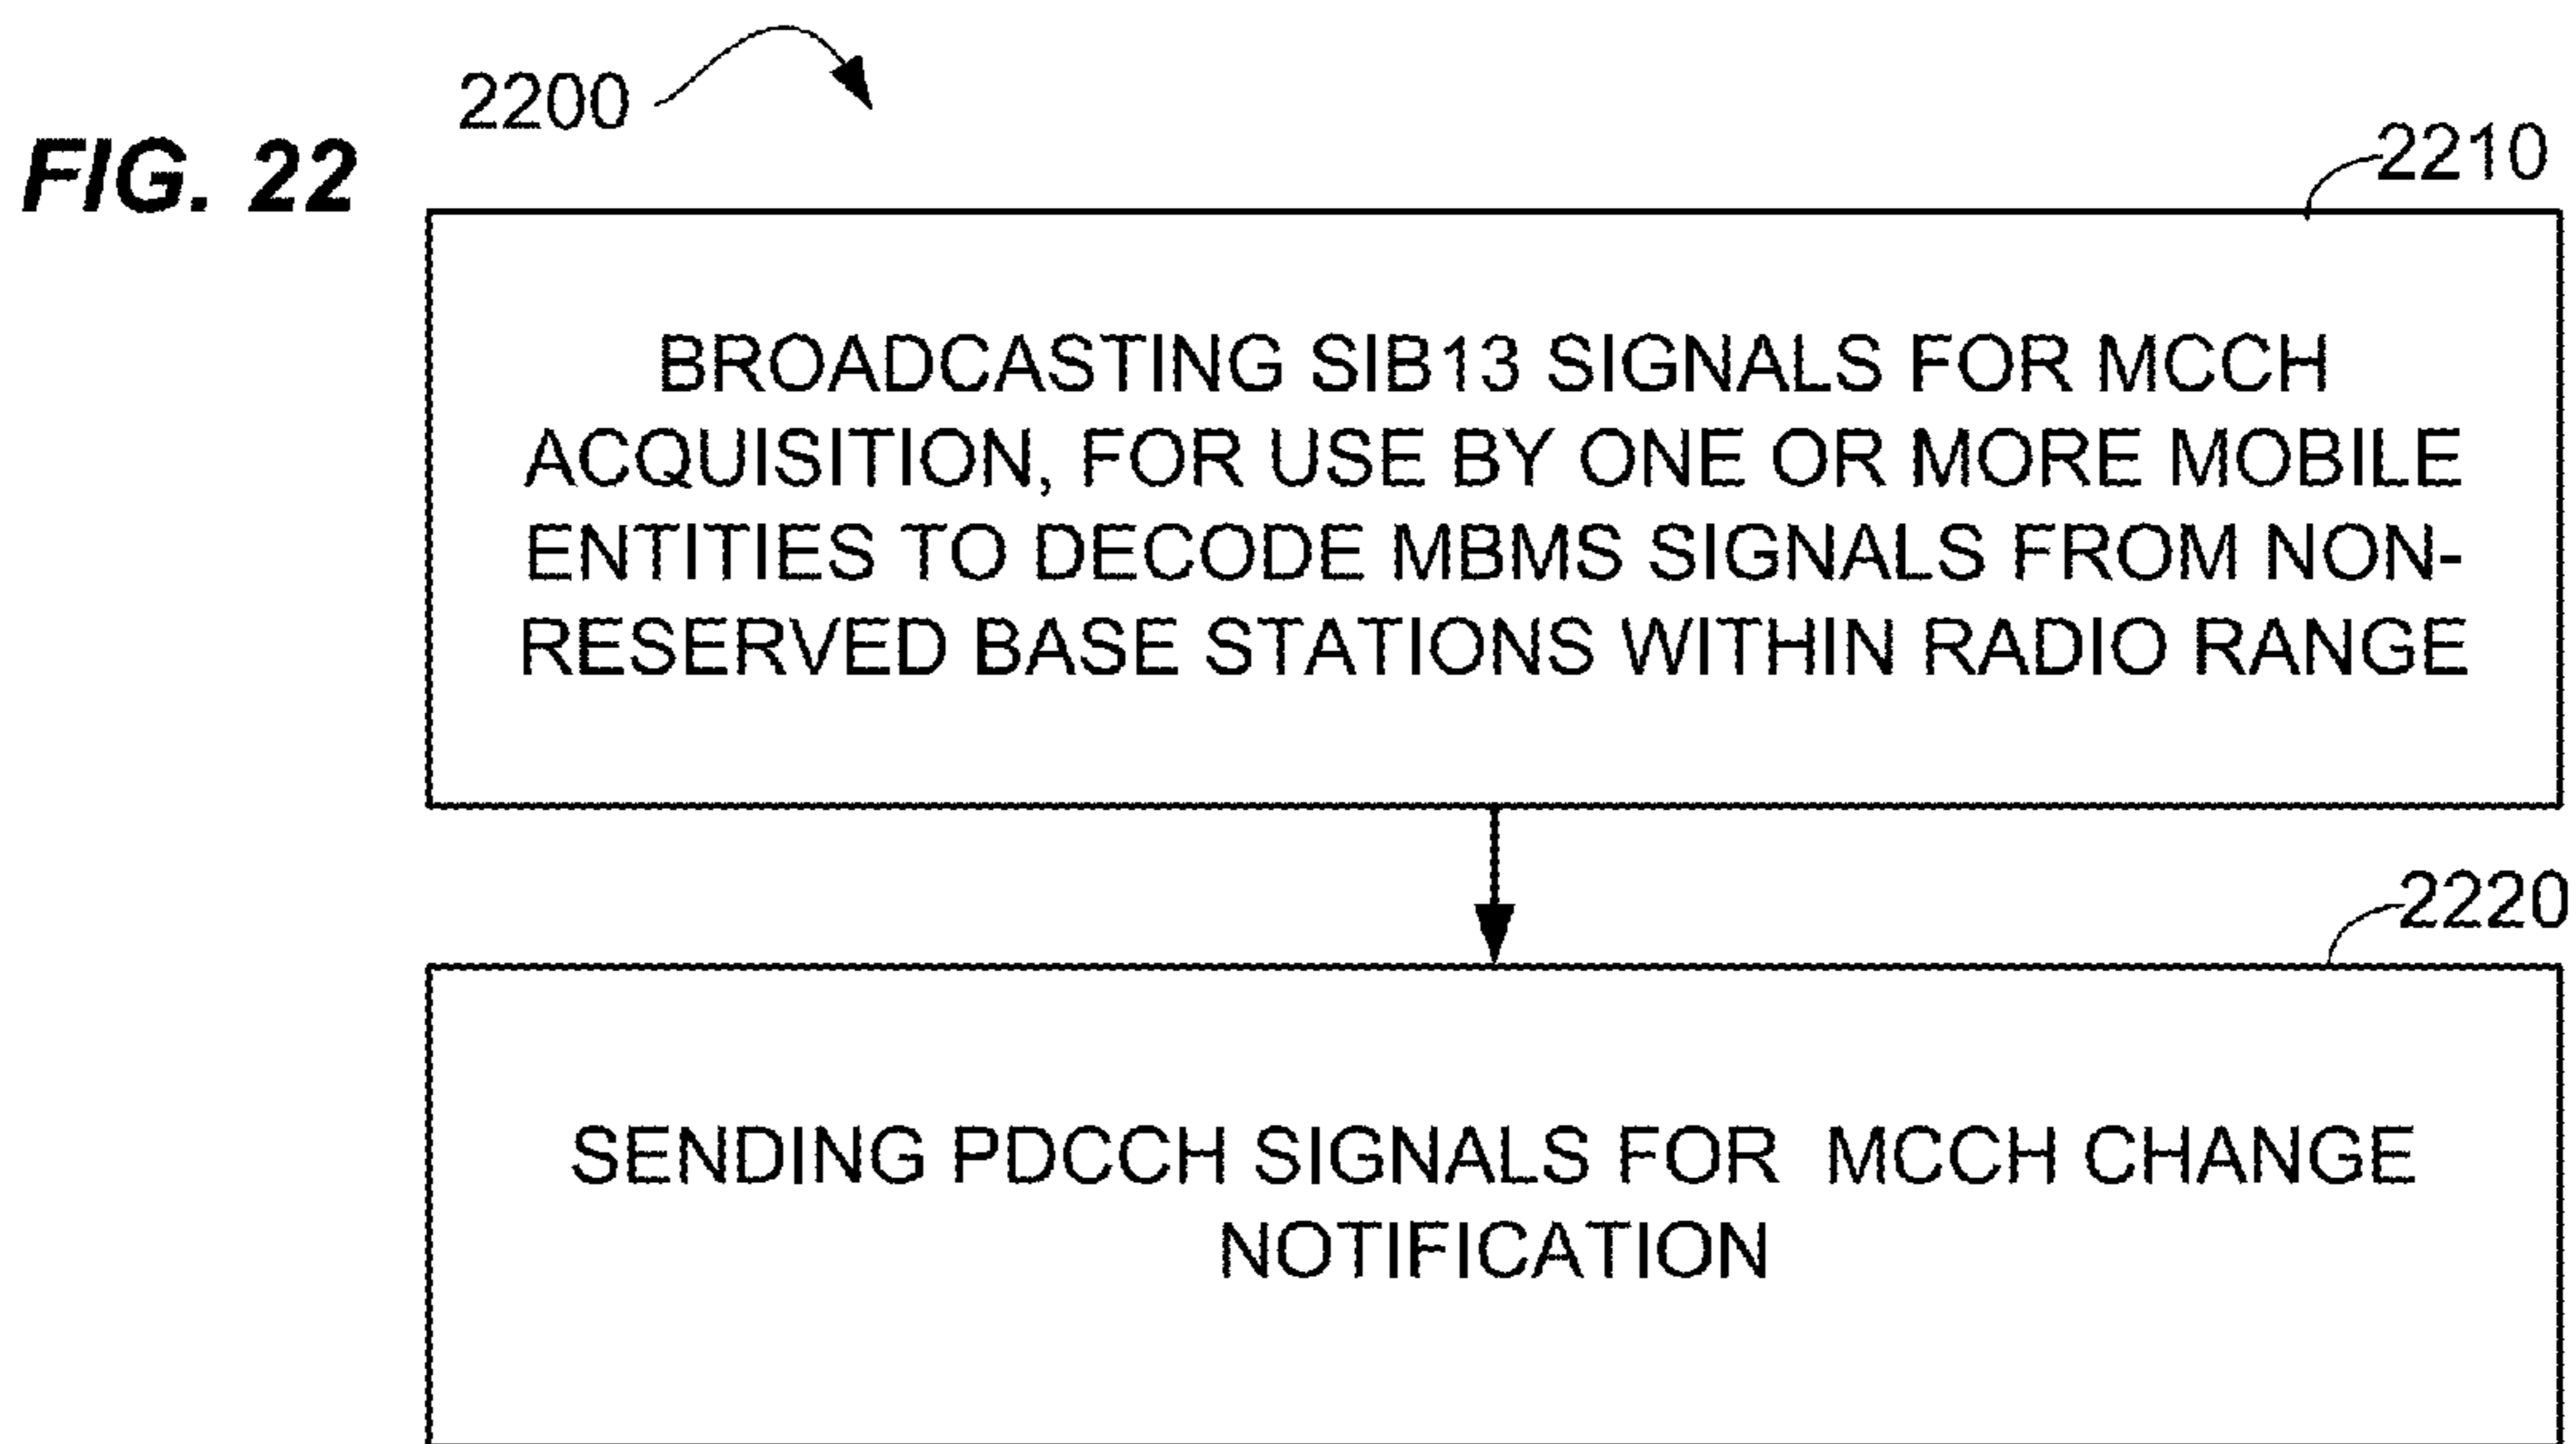 2200
FIG. 22
2210
BROADCASTING SIB13 SIGNALS FOR MCCH
ACQUISITION, FOR USE BY ONE OR MORE MOBILE
ENTITIES TO DECODE MBMS SIGNALS FROM NON-
RESERVED BASE STATIONS WITHIN RADIO RANGE
2220
SENDING PDCCH SIGNALS FOR MCCH CHANGE
NOTIFICATION